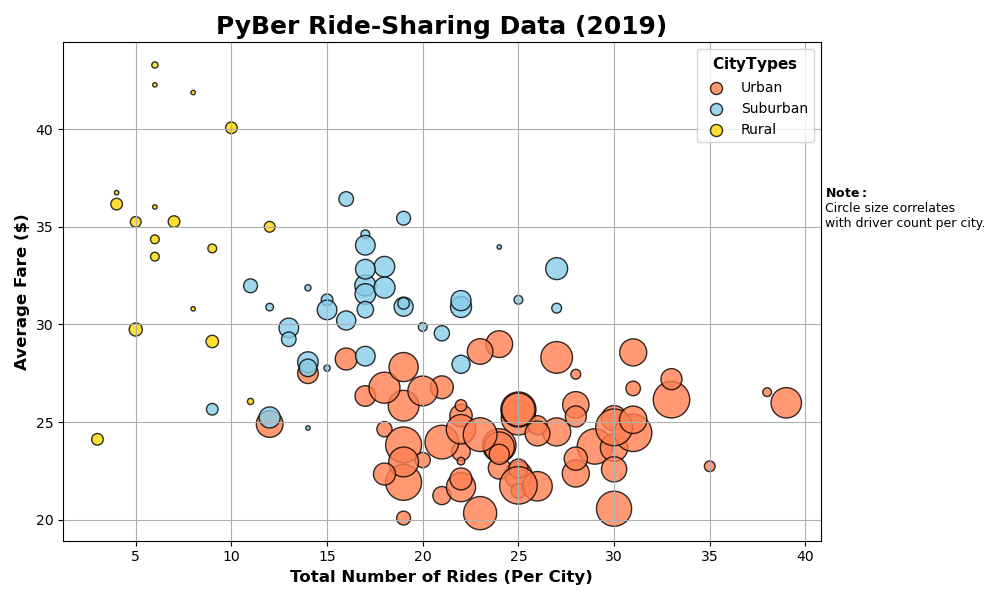 PyBer Ride-Sharing Data (2019)
CityTypes
Urban
Suburban
Rural
40
35
30
25
20
Average Fare ($)
Note:
Circle size correlates
with driver count per city.
5 10 15 20 25 30 35 40
Total Number of Rides (Per City)